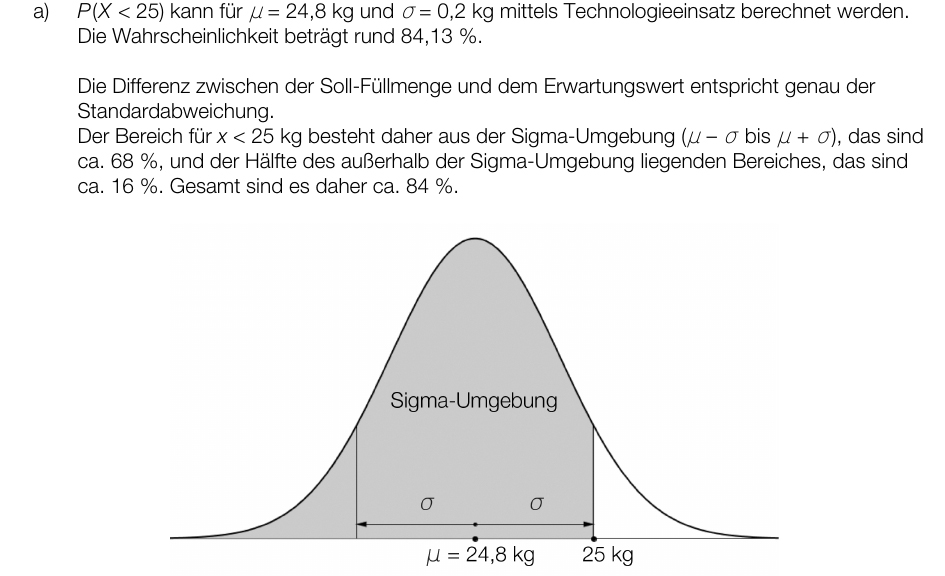 a) P(X < 25) kann für μ = 24,8 kg und σ = 0,2 kg mittels Technologieeinsatz berechnet werden.
Die Wahrscheinlichkeit beträgt rund 84,13 %.
Die Differenz zwischen der Soll-Füllmenge und dem Erwartungswert entspricht genau der
Standardabweichung.
Der Bereich für x < 25 kg besteht daher aus der Sigma-Umgebung (μ – σ bis μ + σ), das sind
ca. 68 %, und der Hälfte des außerhalb der Sigma-Umgebung liegenden Bereiches, das sind
ca. 16 %. Gesamt sind es daher ca. 84 %.
Sigma-Umgebung
σ σ
μ = 24,8 kg 25 kg